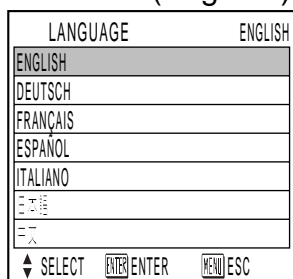 LANGUAGE ENGLISH
ENGLISH
DEUTSCH
FRANÇAIS
ESPAÑOL
ITALIANO
SELECT ENTER ENTER MENU ESC